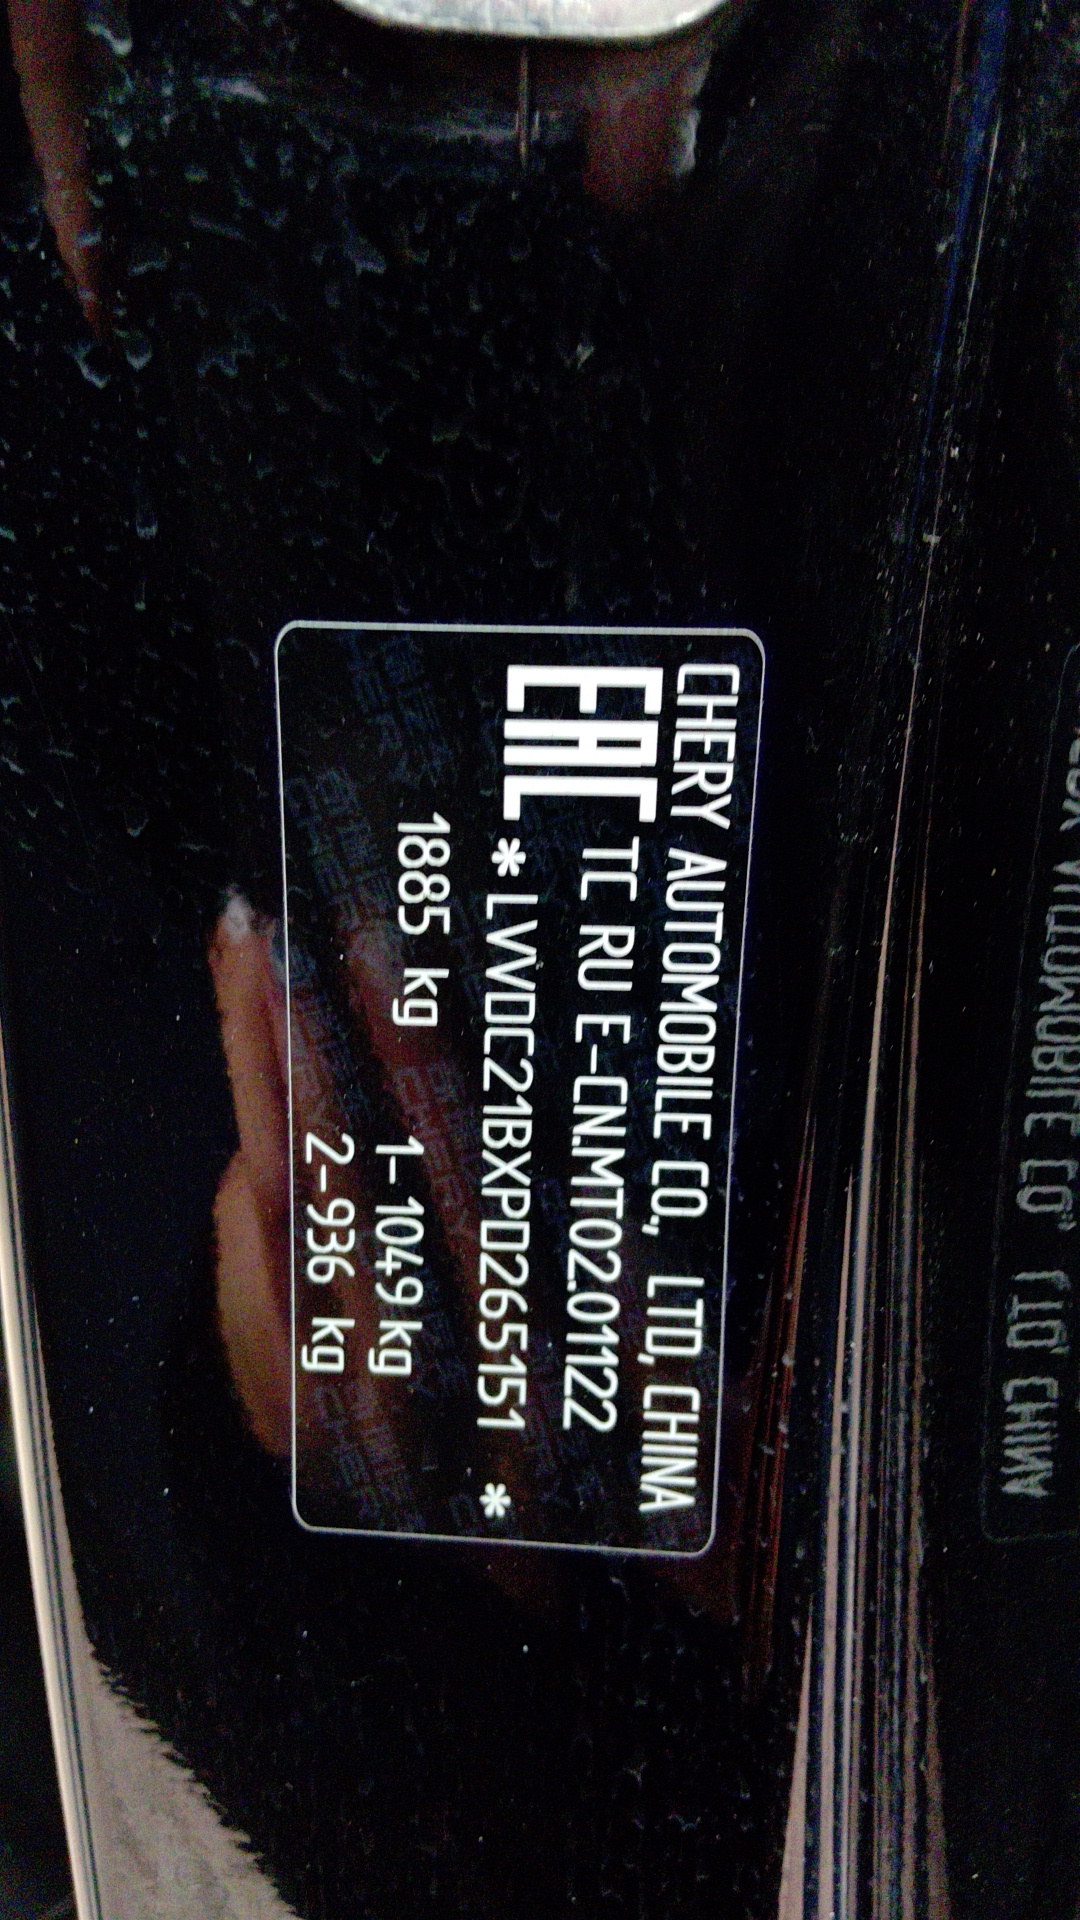 CHERY AUTOMOBILE CO., LTD, CHINA
EAC TC RU E-CN.MT02.01122
*LVVDC21BXPD265151 *
1885 kg
1-1049 kg
2-936 kg